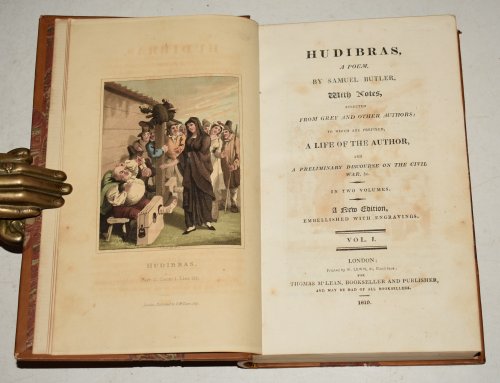 HUDIBRAS.
HUDIBRAS,
A POEM,
BY SAMUEL BUTLER,
With Notes,
SELECTED
FROM GREY AND OTHER AUTHORS:
TO WHICH ARE PREFIXED,
A LIFE OF THE AUTHOR,
AND
A PRELIMINARY DISCOURSE ON THE CIVIL
WAR, &c.
IN TWO VOLUMES.
A New Edition,
EMBELLISHED WITH ENGRAVINGS.
VOL. I.
LONDON:
FOR
THOMAS McLEAN, BOOKSELLER AND PUBLISHER,
AND MAY BE HAD OF ALL BOOKSELLERS.
1819.